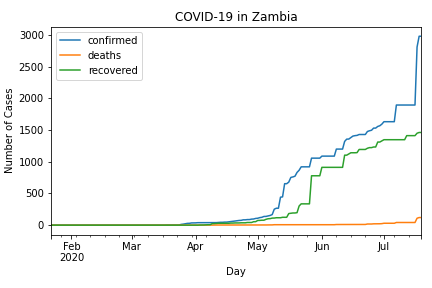 COVID-19 in Zambia
confirmed
deaths
recovered
Number of Cases
3000
2500
2000
1500
1000
500
0
Feb Mar Apr May Jun Jul
2020
Day